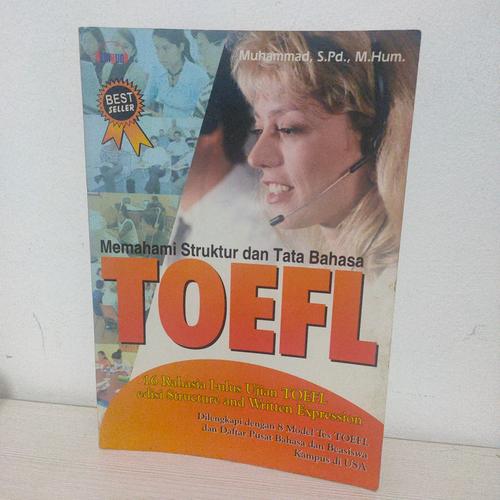 Muhammad, S.Pd., M.Hum.
BEST
SELLER
Memahami Struktur dan Tata Bahasa
TOEFL
16 Rahasia Lulus Ujian TOEFL
edisi Structure and Written Expression
Dilengkapi dengan 8 Model Tes TOEFL
dan Daftar Pusat Bahasa dan Beasiswa
Kampus di USA